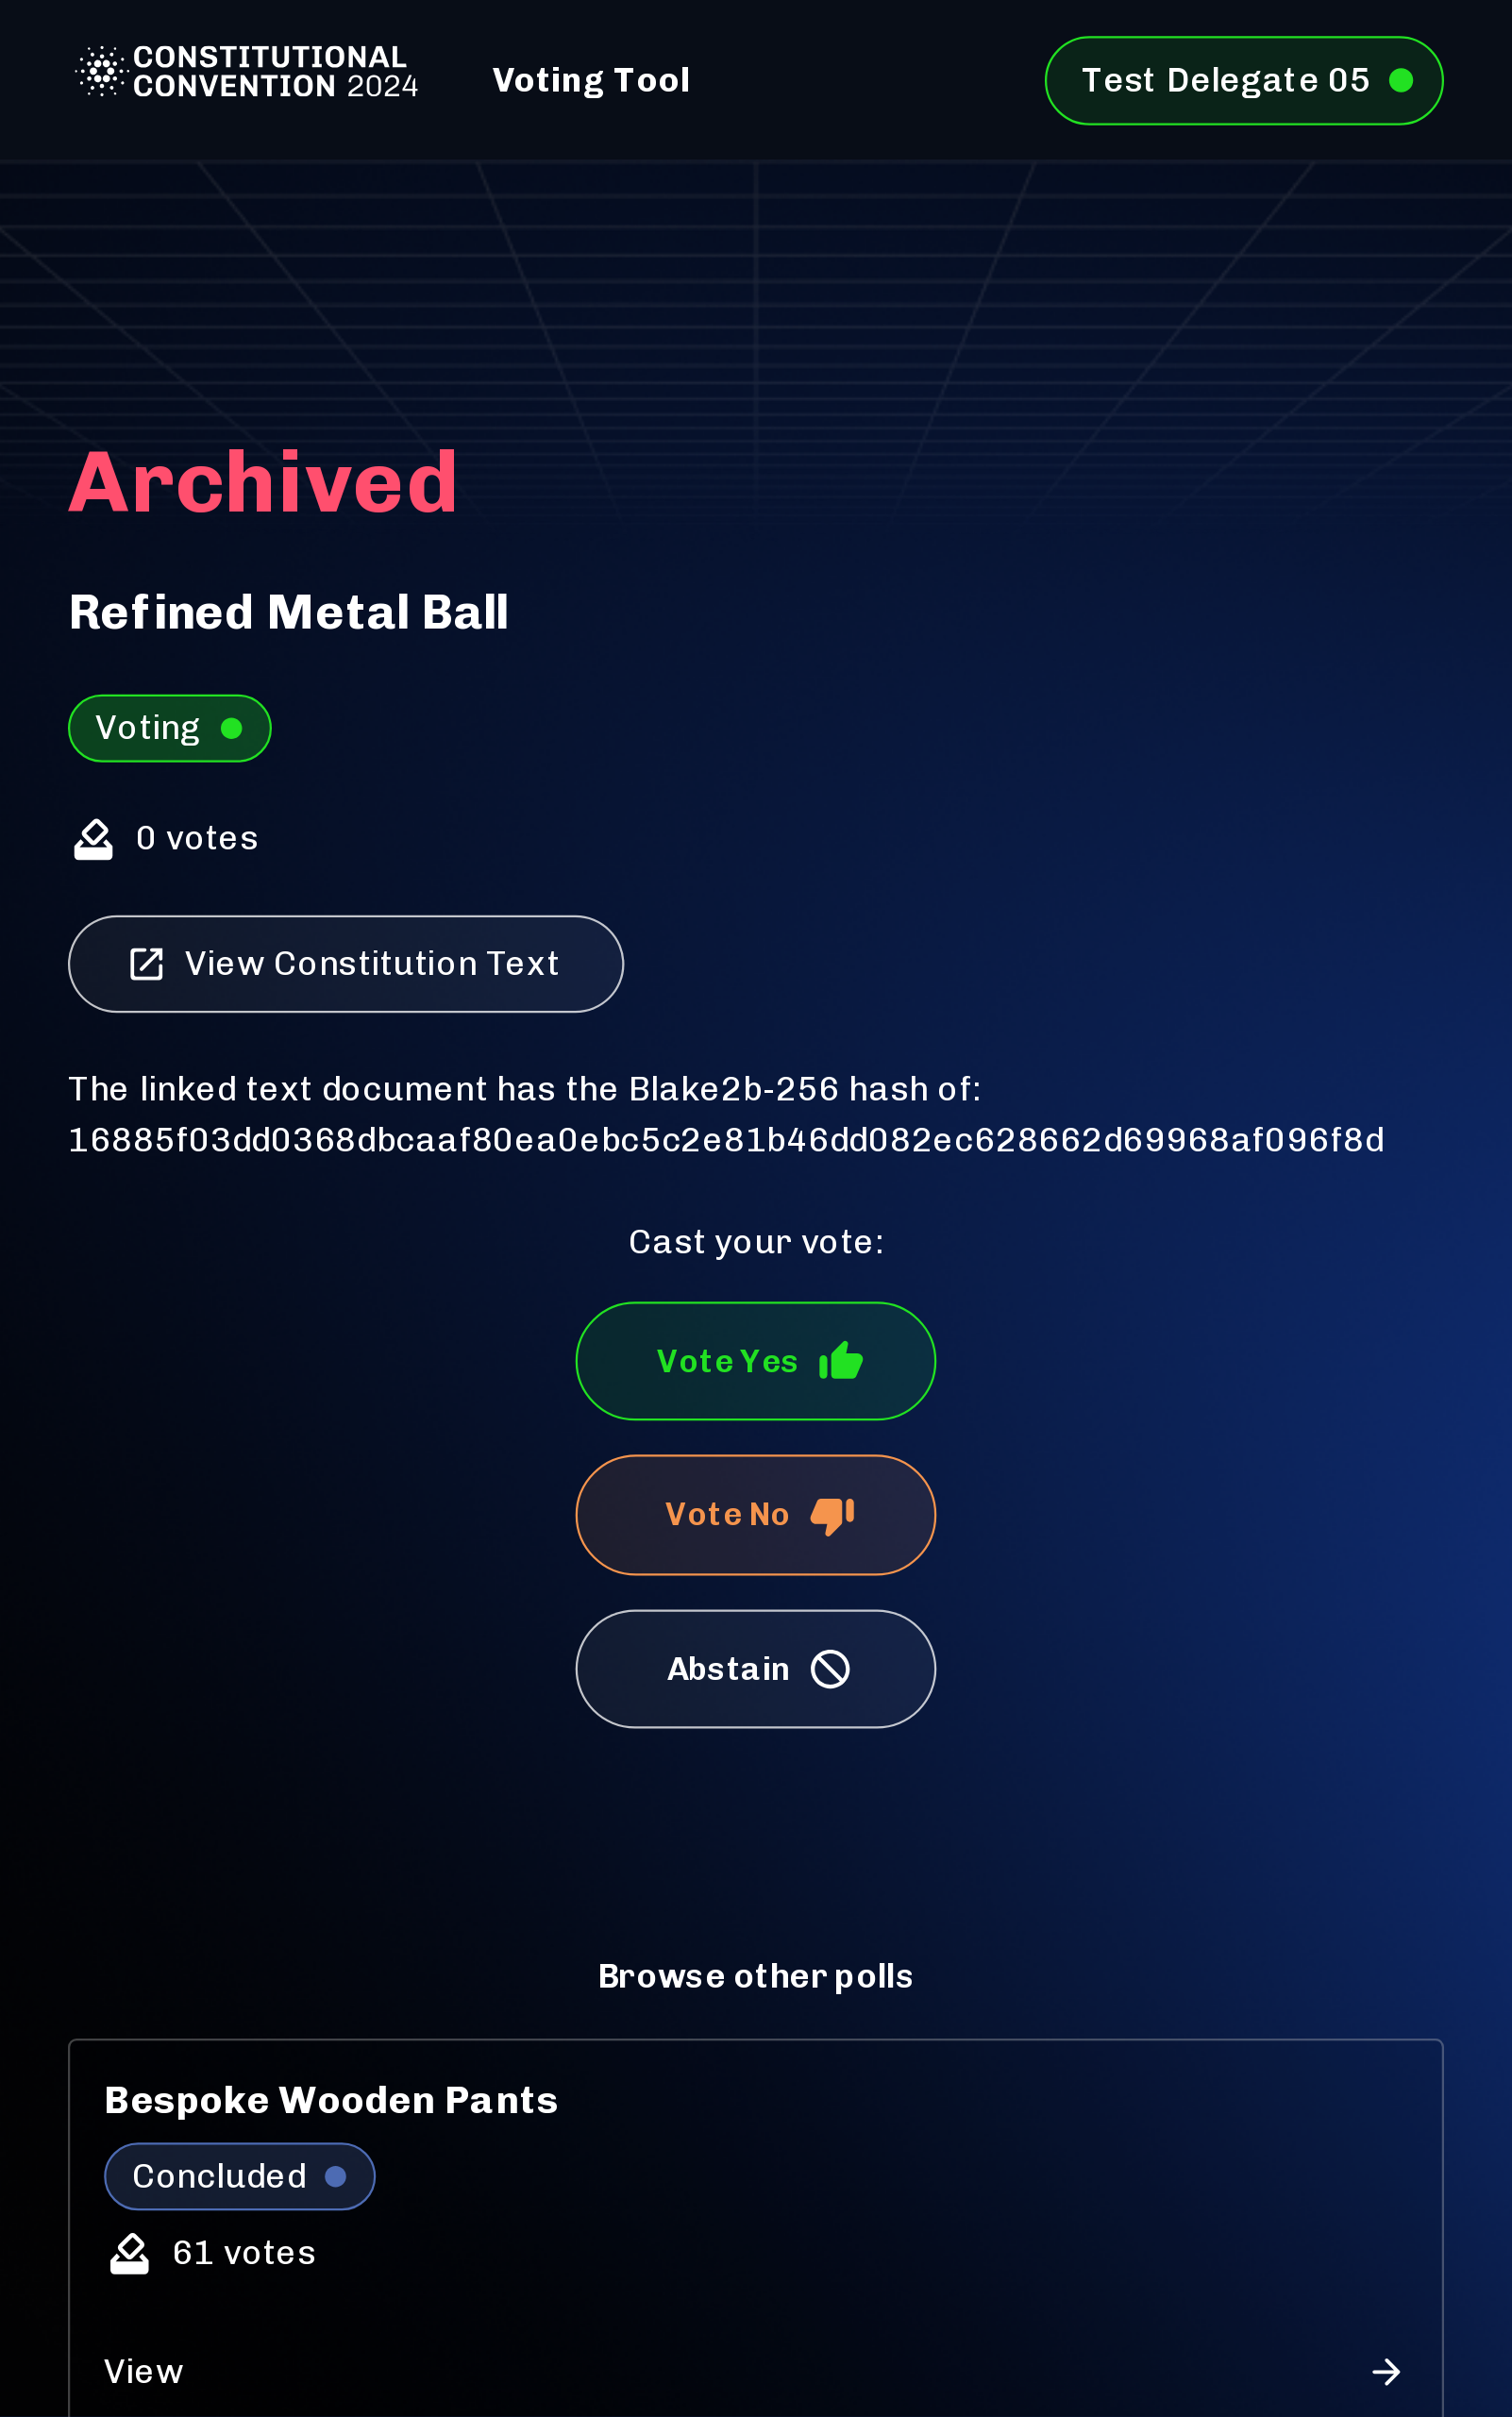 CONSTITUTIONAL
CONVENTION 2024
Voting Tool
Test Delegate 05
Archived
Refined Metal Ball
Voting
0 votes
View Constitution Text
The linked text document has the Blake2b-256 hash of:
16885f03dd0368dbcaaf80ea0ebc5c2e81b46dd082ec628662d69968af096f8d
Cast your vote:
Vote Yes
Vote No
Abstain
Browse other polls
Bespoke Wooden Pants
Concluded
61 votes
View